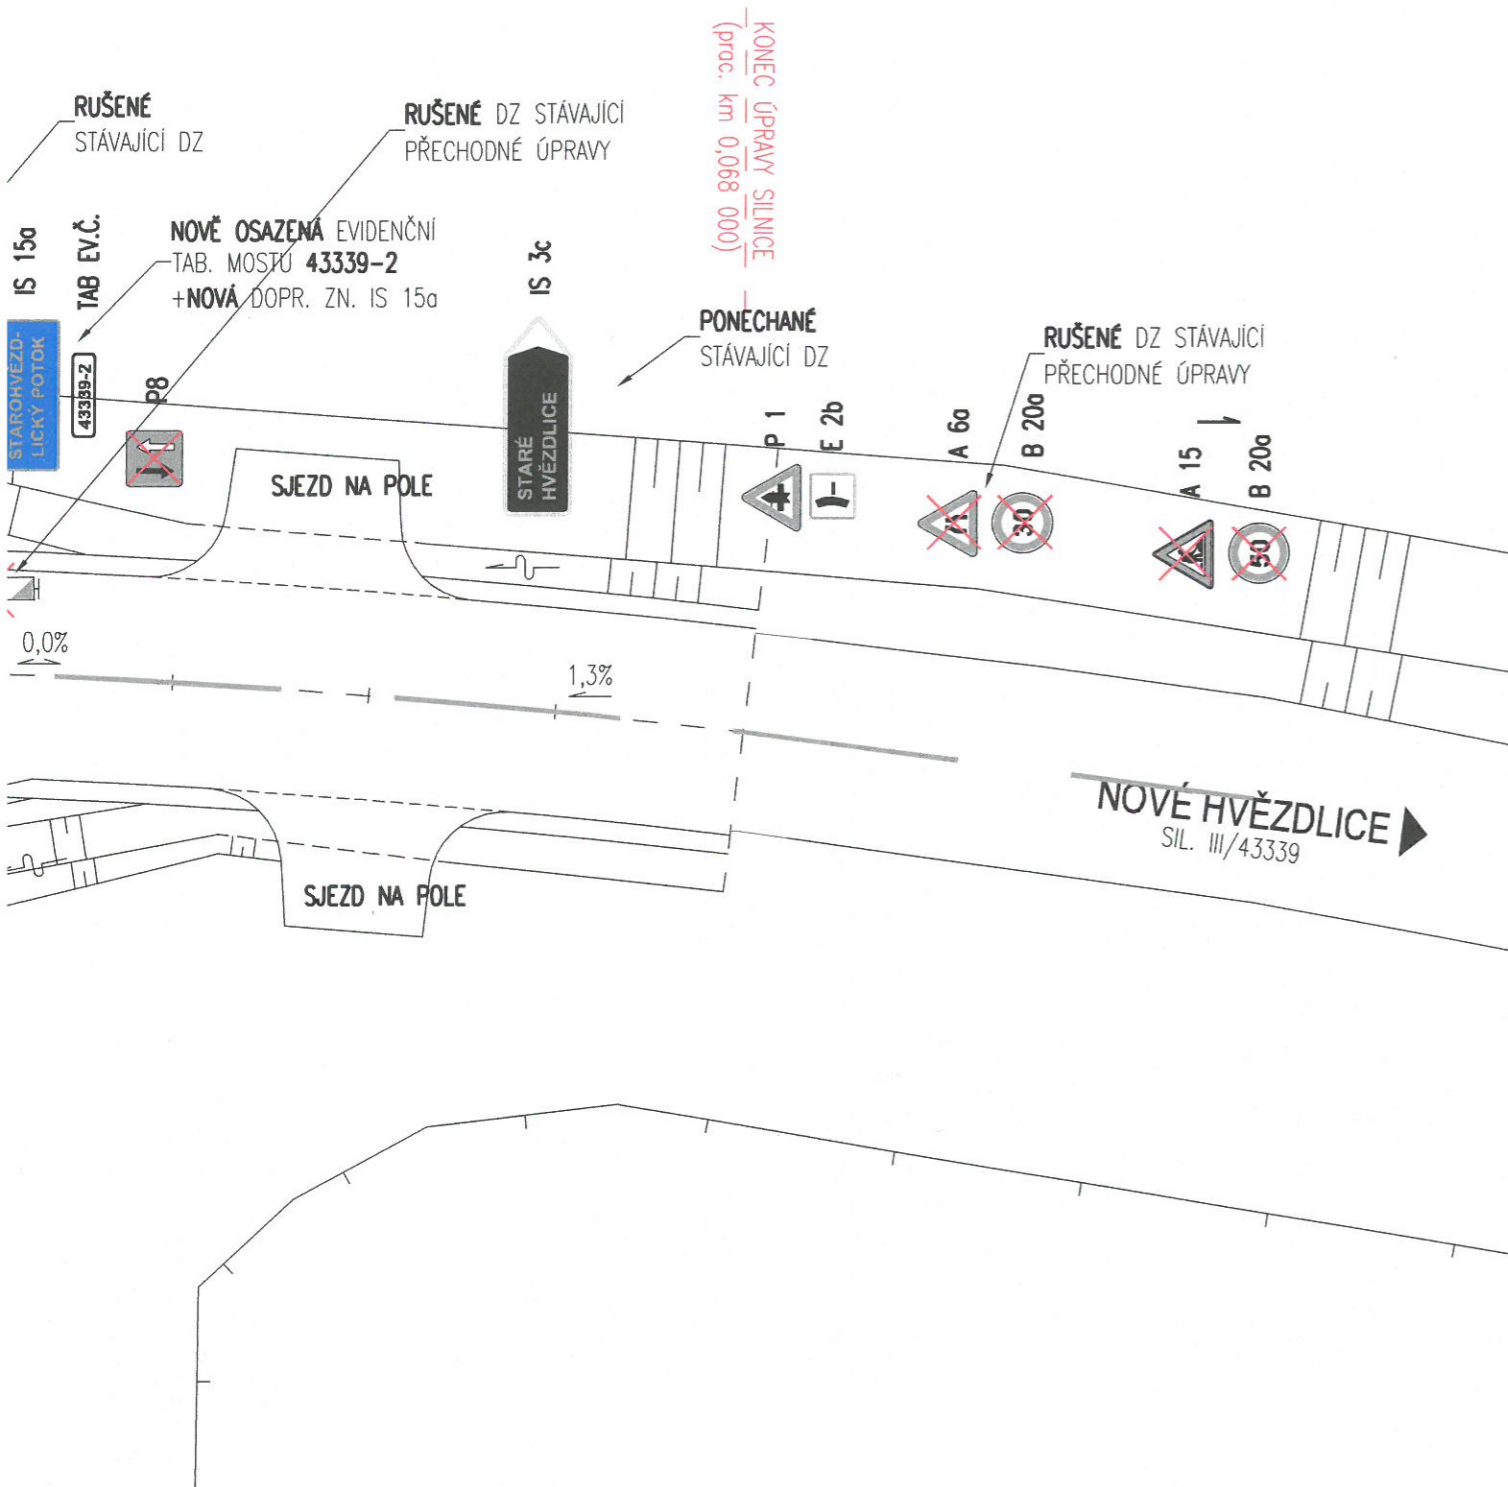 KONEC ÚPRAVY SILNICE
(prac. km 0,068 000)
RUŠENÉ
STÁVAJÍCÍ DZ
RUŠENÉ DZ STÁVAJÍCÍ
PŘECHODNÉ ÚPRAVY
IS 15a
TAB EV.Č.
NOVĚ OSAZENÁ EVIDENČNÍ
TAB. MOSTU 43339-2
+NOVÁ DOPR. ZN. IS 15a
IS 3c
PONECHANÉ
STÁVAJÍCÍ DZ
RUŠENÉ DZ STÁVAJÍCÍ
PŘECHODNÉ ÚPRAVY
STAROHVĚZD-
LICKÝ POTOK
43339-2
P8
SJEZD NA POLE
STARÉ
HVĚZDLICE
P 1
E 2b
A 6a
B 20a
30
A 15
B 20a
50
0,0%
1,3%
NOVÉ HVĚZDLICE
SIL. III/43339
SJEZD NA POLE